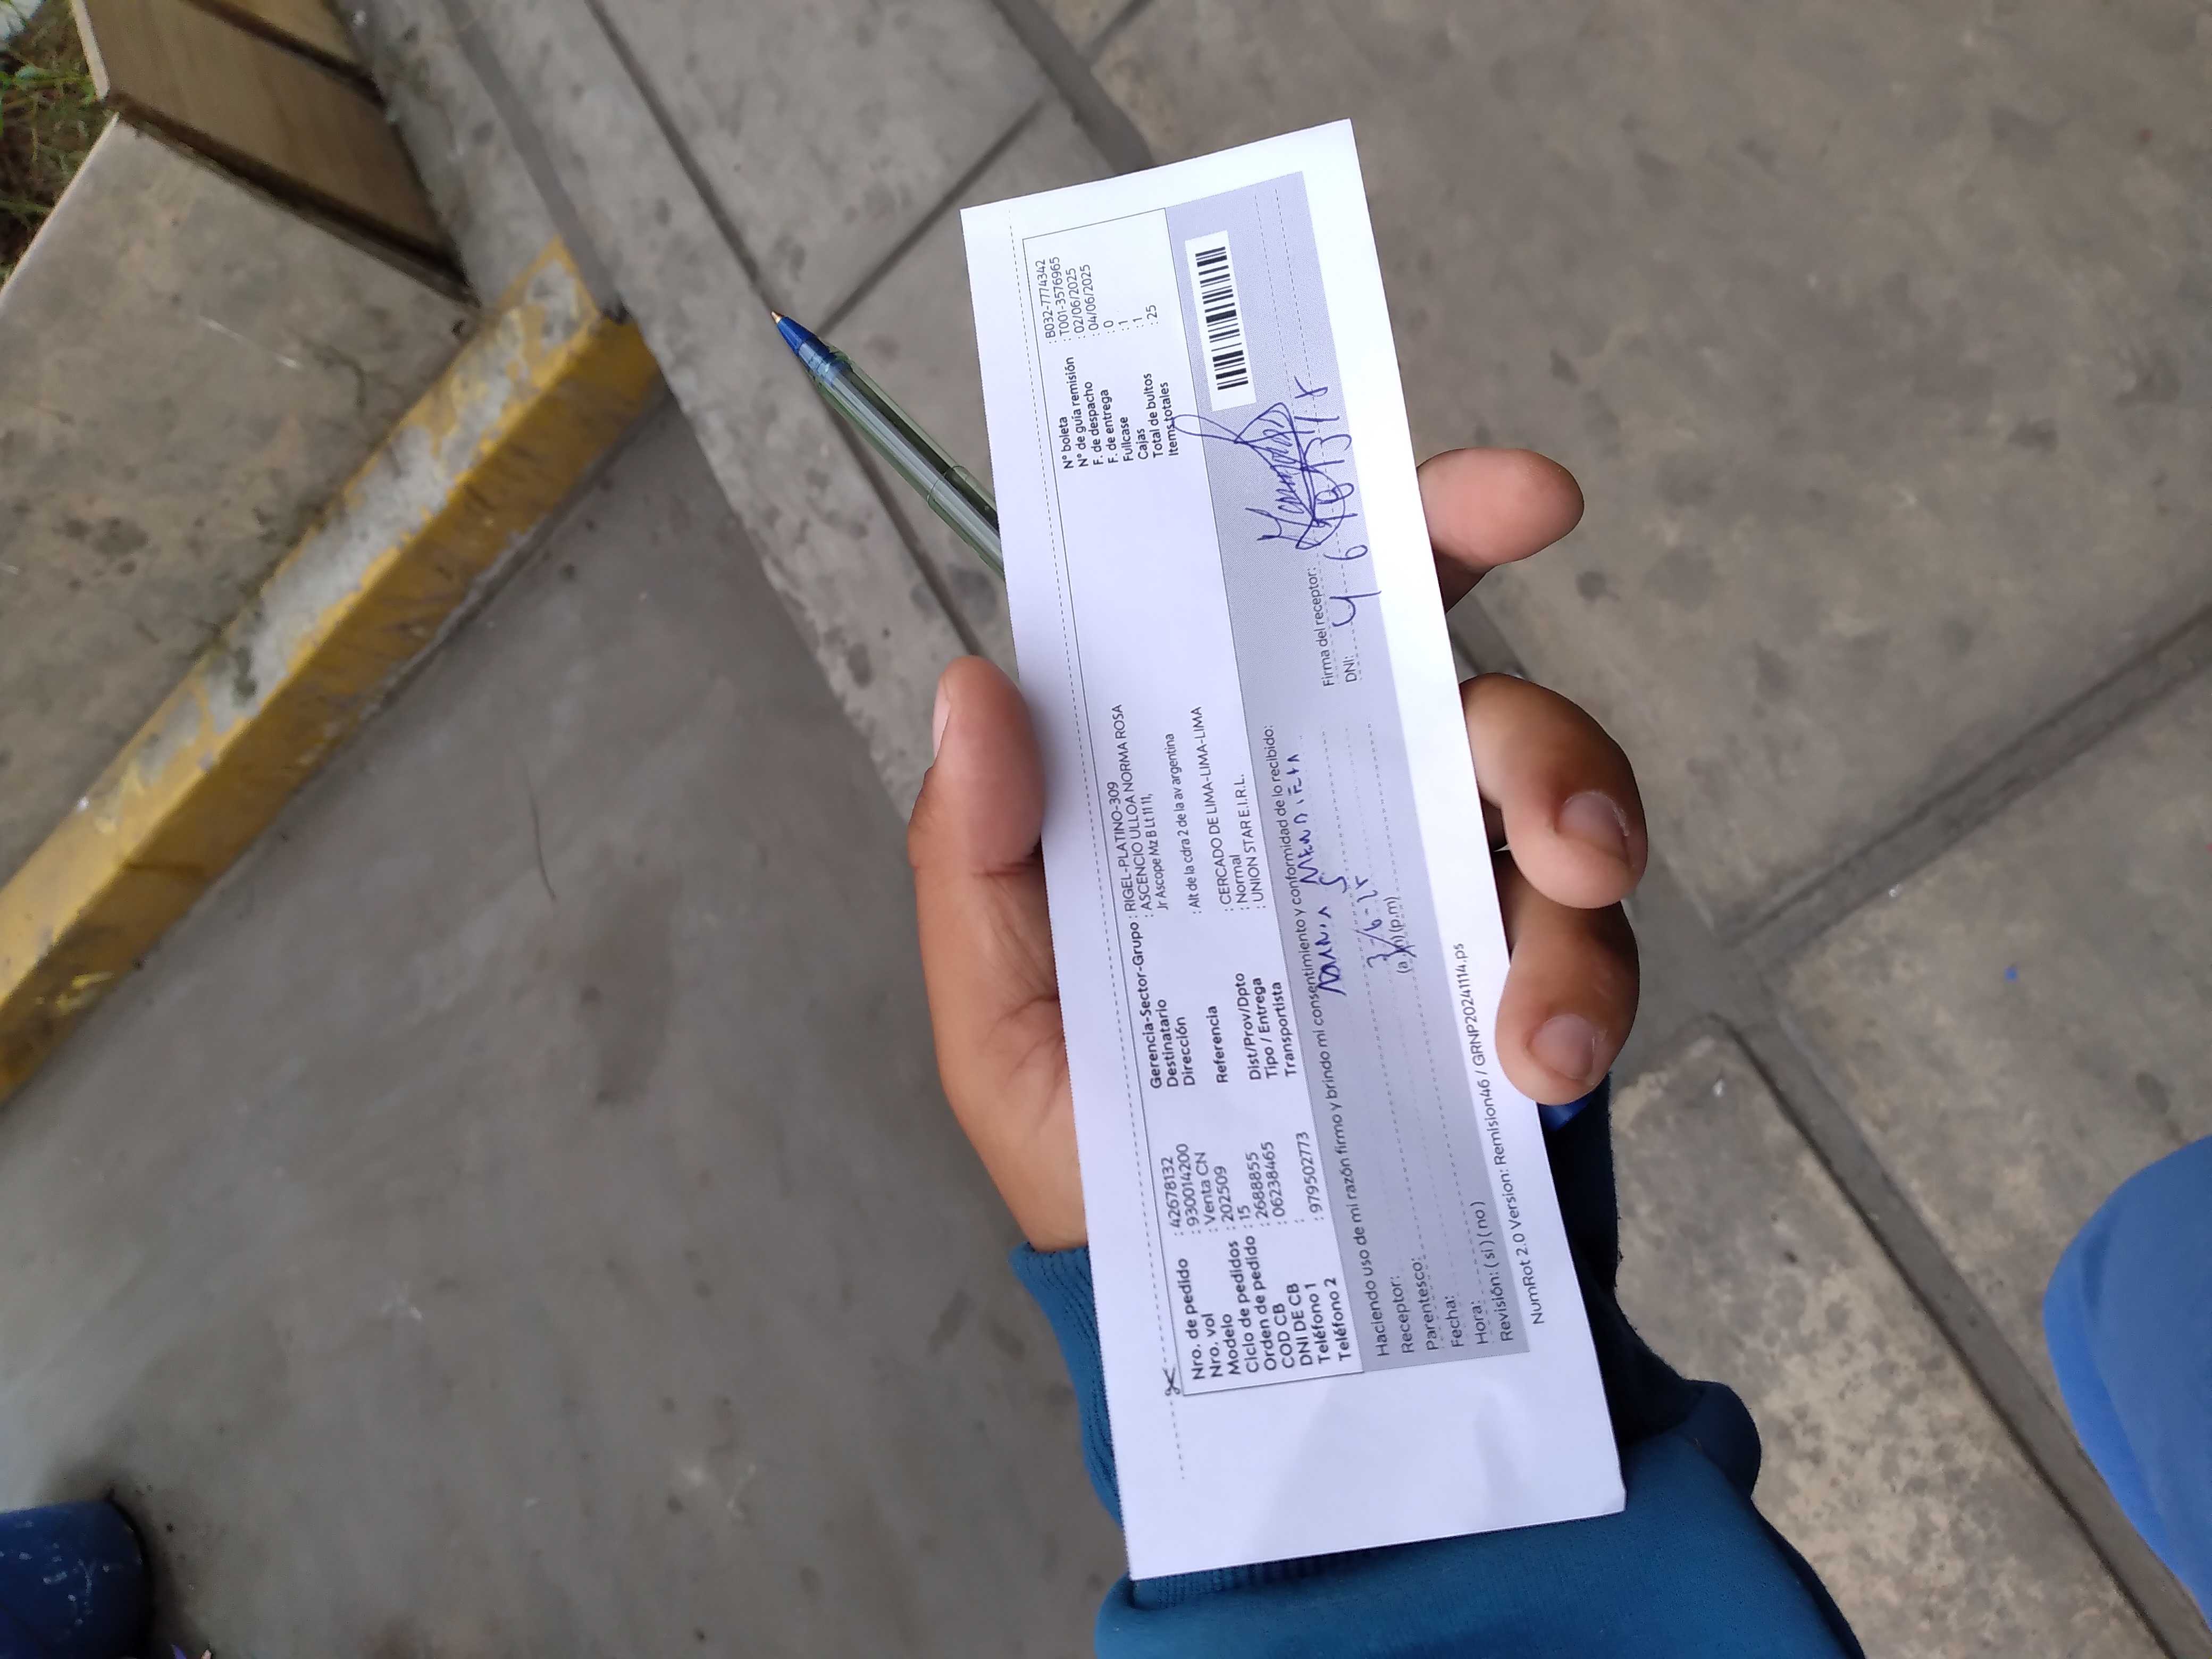 Nro. de pedido : 42678132
Nro. vol : 930014200
Modelo : Venta CN
Ciclo de pedidos : 202509
Orden de pedido : 15
COD CB : 2688855
DNI DE CB : 06238465
Teléfono 1 :
Teléfono 2 : 979502773
Gerencia-Sector-Grupo : RIGEL-PLATINO-309
Destinatario : ASCENCIO ULLOA NORMA ROSA
Dirección Jr Ascope Mz B Lt 11 11,
Referencia : Alt de la cdra 2 de la av argentina
Dist/Prov/Dpto : CERCADO DE LIMA-LIMA-LIMA
Tipo / Entrega : Normal
Transportista : UNION STAR E.I.R.L.
N° boleta : B032-7774342
N° de guía remisión : T001-3576965
F. de despacho : 02/06/2025
F. de entrega : 04/06/2025
Fullcase : 0
Cajas : 1
Total de bultos : 1
Items totales : 25
Haciendo uso de mi razón firmo y brindo mi consentimiento y conformidad de lo recibido:
Receptor:
Parentesco:
Fecha:
Hora: (a.m) (p.m)
Revisión: ( si ) ( no )
Firma del receptor:
DNI:
NumRot 2.0 Version: Remision46 / GRNP20241114.ps